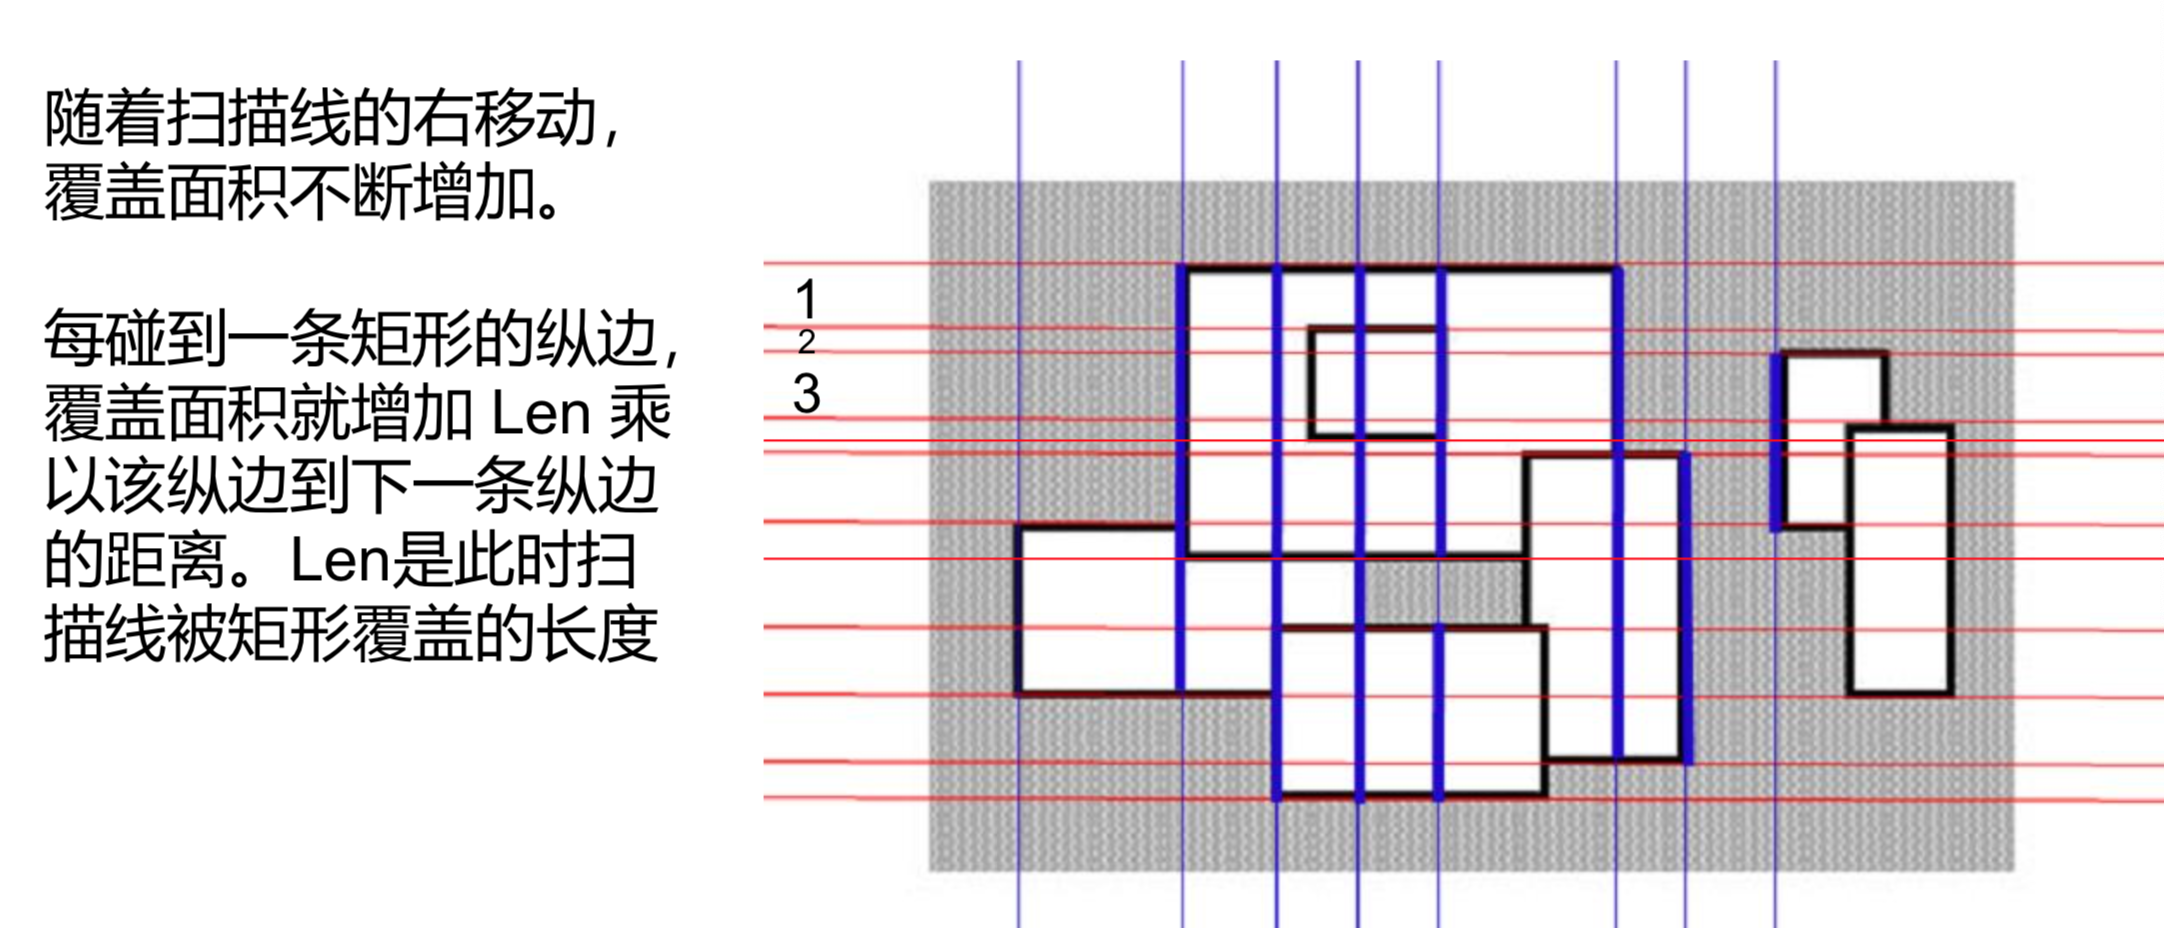 随着扫描线的右移动，
覆盖面积不断增加。
每碰到一条矩形的纵边，
覆盖面积就增加 Len 乘
以该纵边到下一条纵边
的距离。Len是此时扫
描线被矩形覆盖的长度
1
2
3